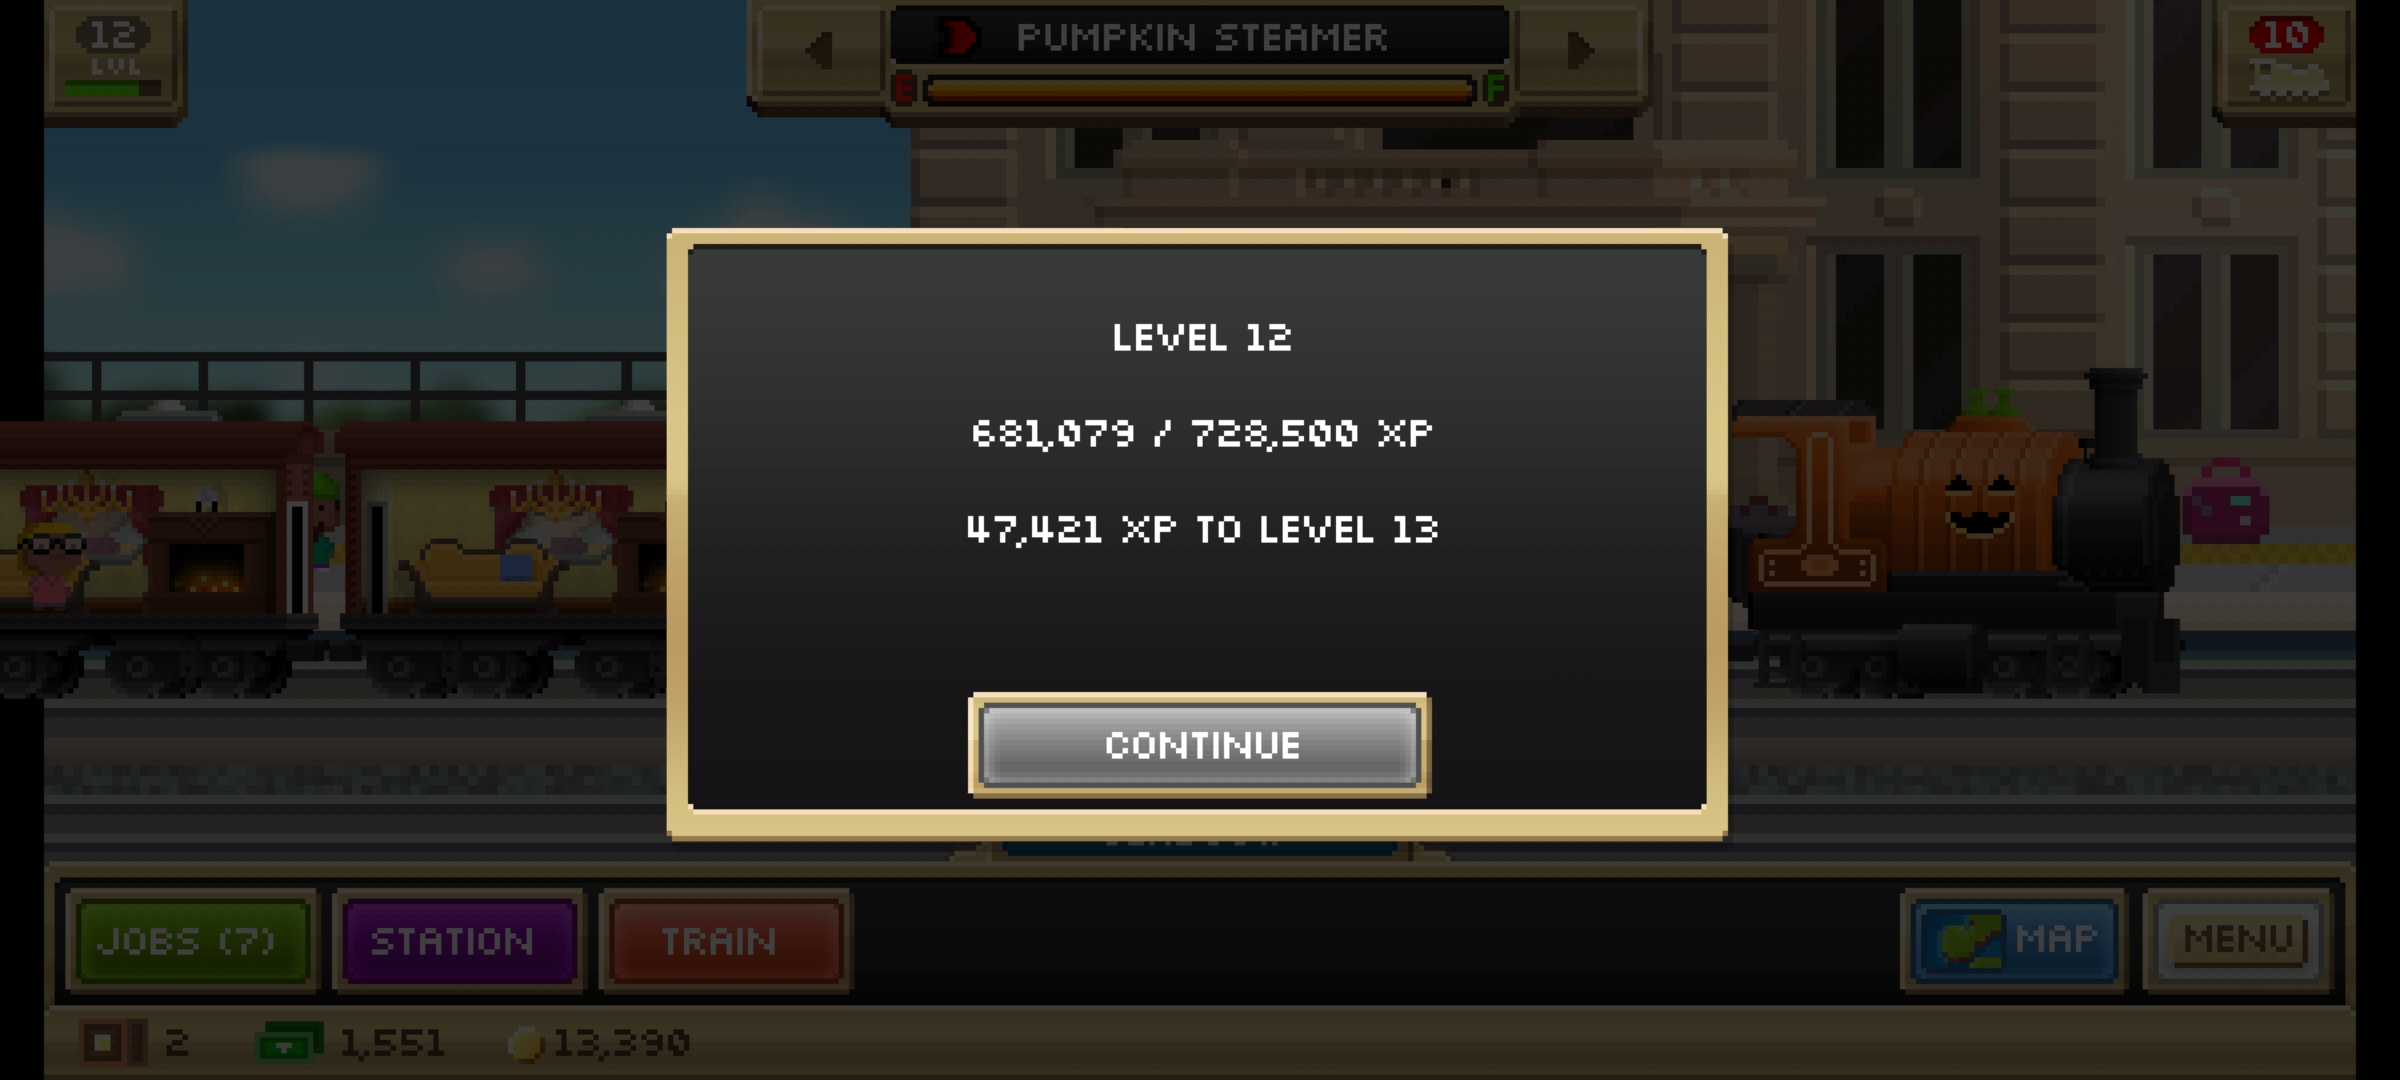 12
LVL
PUMPKIN STEAMER
E F
10
LEVEL 12
681,079 / 728,500 XP
47,421 XP TO LEVEL 13
CONTINUE
JOBS (7)
STATION
TRAIN
MAP
MENU
2
1,551
13,390